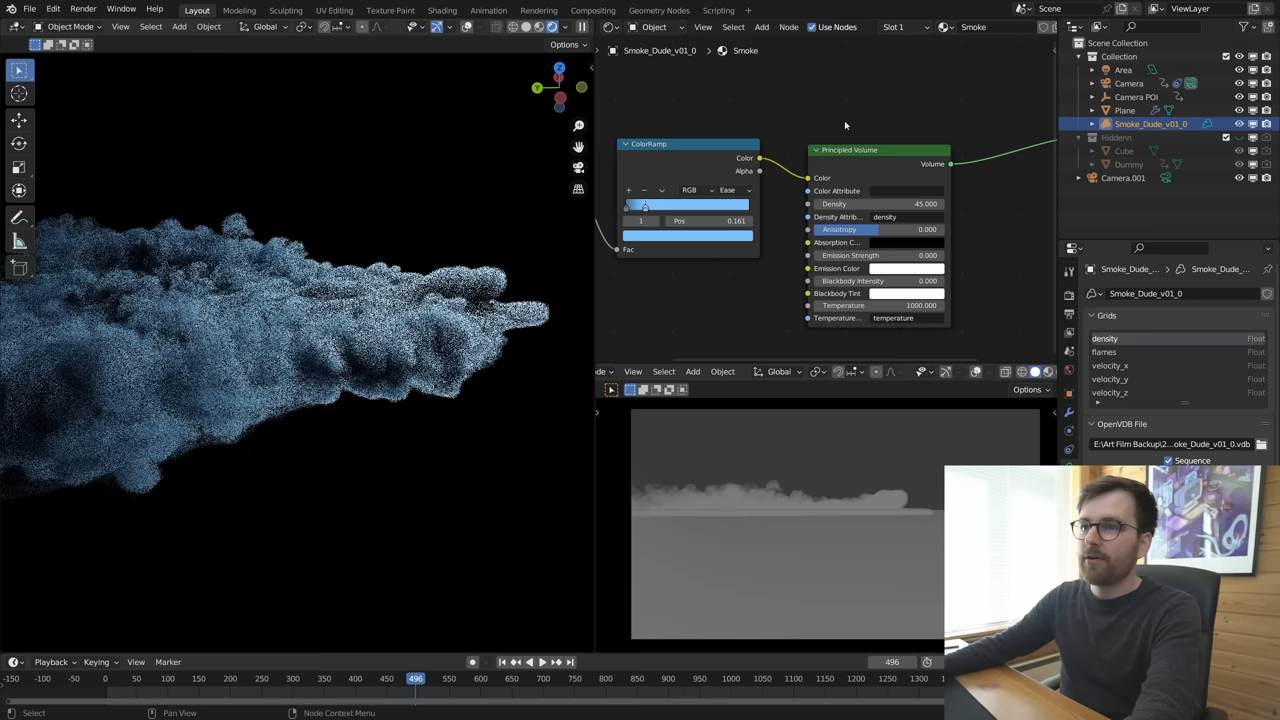 File Edit Render Window Help Layout Modeling Sculpting UV Editing Texture Paint Shading Animation Rendering Compositing Geometry Nodes Scripting Scene ViewLayer
Object Mode View Select Add Object Global
Object View Select Add Node Use Nodes Slot 1 Smoke
Options
Smoke_Dude_v01_0 > Smoke
Scene Collection
Collection
Area
Camera
Camera POI
Plane
Smoke_Dude_v01_0
Hiddenn
Cube
Dummy
Camera.001
Z
Y
ColorRamp
Color
Alpha
RGB Ease
1 Pos 0.161
Fac
Principled Volume
Volume
Color
Color Attribute
Density 45.000
Density Attrib... density
Anisotropy 0.000
Absorption C...
Emission Strength 0.000
Emission Color
Blackbody Intensity 0.000
Blackbody Tint
Temperature 1000.000
Temperature... temperature
Smoke_Dude_... > Smoke_Dude_...
Smoke_Dude_v01_0
Grids
density Float
flames Float
velocity_x Float
velocity_y Float
velocity_z Float
OpenVDB File
E:\Art Film Backup\2...oke_Dude_v01_0.vdb
Sequence
ode View Select Add Object Global
Options
Playback Keying View Marker 496
-150 -100 -50 0 50 100 150 200 250 300 350 400 496 550 600 650 700 750 800 850 900 950 1000 1050 1100 1150 1200 1250 1300
Select Pan View Node Context Menu